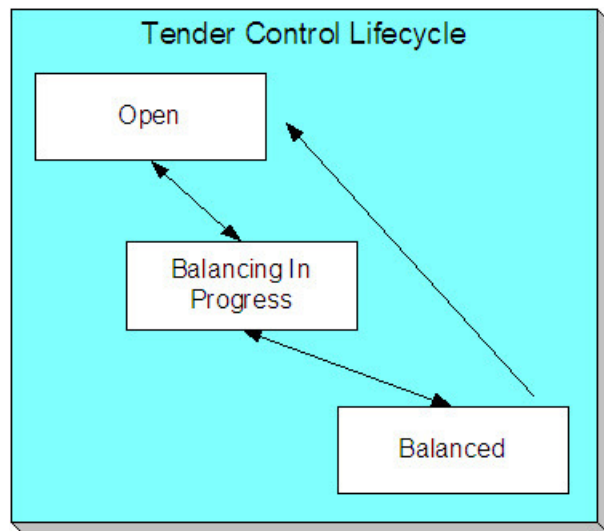 Tender Control Lifecycle
Open
Balancing In
Progress
Balanced